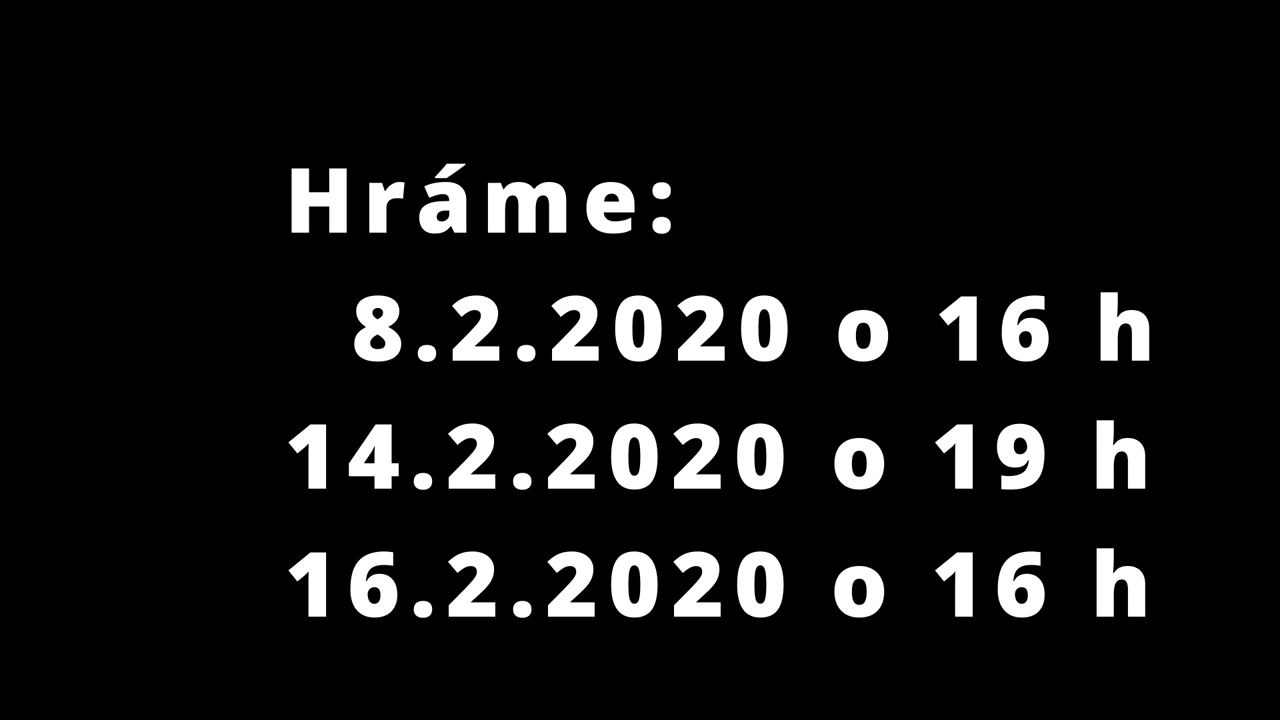 Hráme:
8.2.2020 o 16 h
14.2.2020 o 19 h
16.2.2020 o 16 h